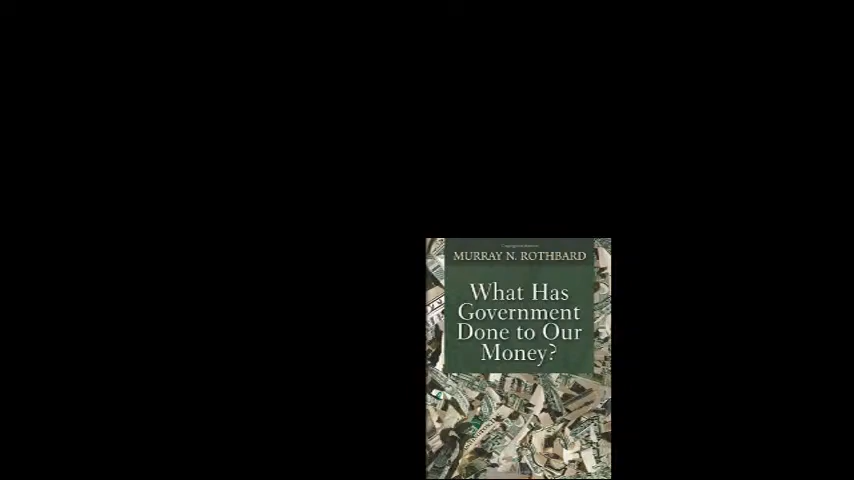 MURRAY N. ROTHBARD
What Has
Government
Done to Our
Money?